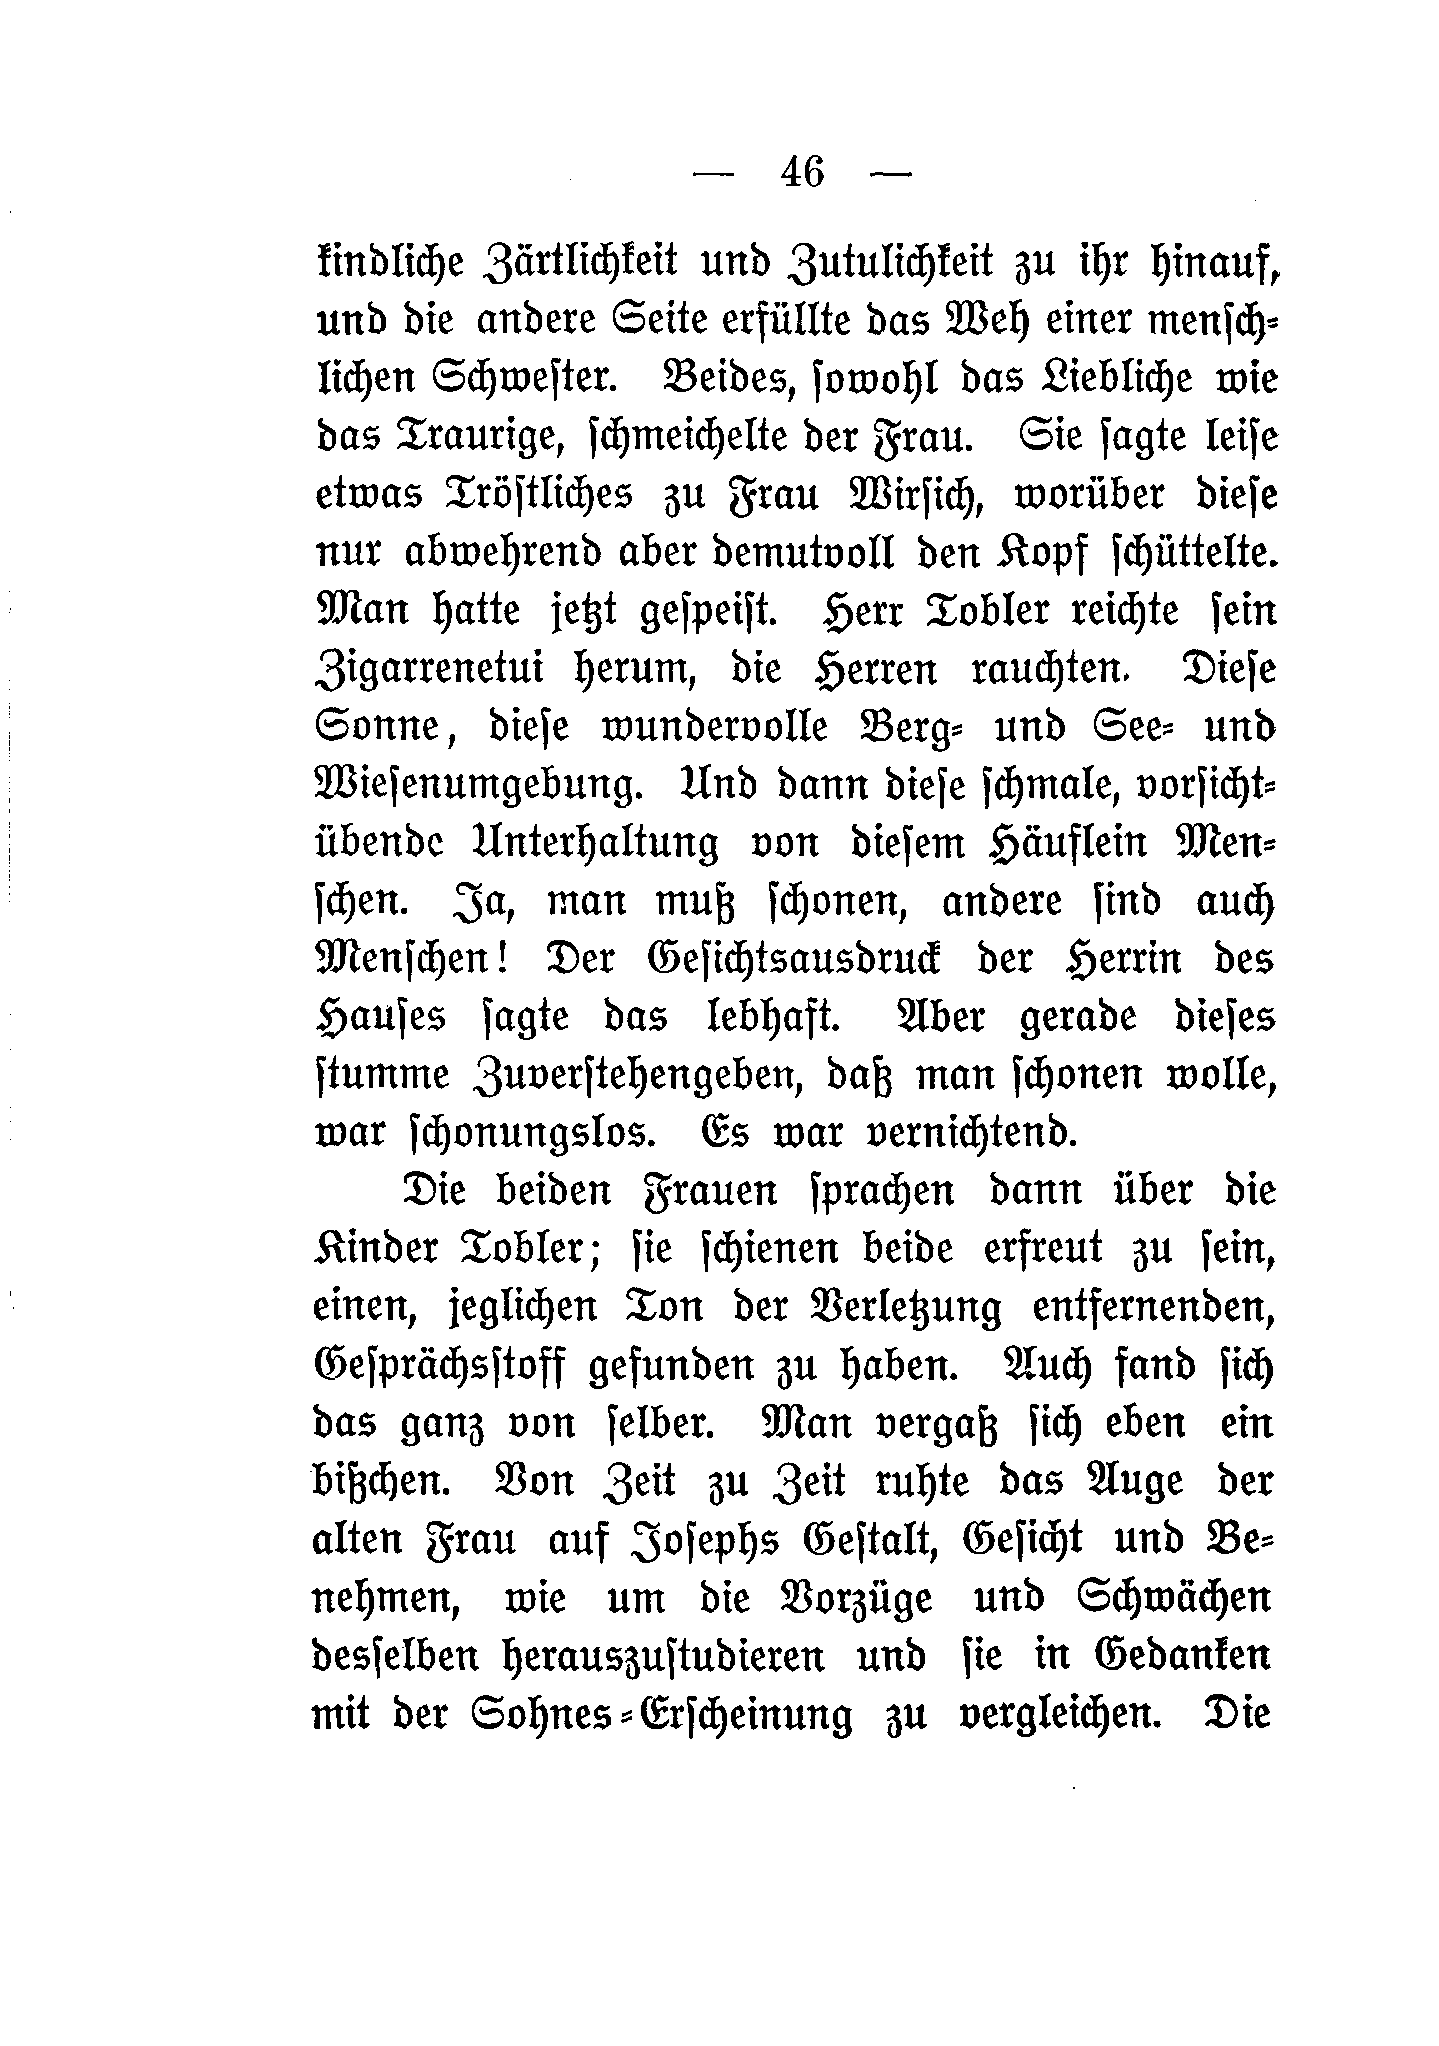 — 46 —
kindliche Zärtlichkeit und Zutulichkeit zu ihr hinauf,
und die andere Seite erfüllte das Weh einer mensch-
lichen Schwester. Beides, sowohl das Liebliche wie
das Traurige, schmeichelte der Frau. Sie sagte leise
etwas Tröstliches zu Frau Wirsich, worüber diese
nur abwehrend aber demutvoll den Kopf schüttelte.
Man hatte jetzt gespeist. Herr Tobler reichte sein
Zigarrenetui herum, die Herren rauchten. Diese
Sonne, diese wundervolle Berg- und See- und
Wiesenumgebung. Und dann diese schmale, vorsicht-
übende Unterhaltung von diesem Häuflein Men-
schen. Ja, man muß schonen, andere sind auch
Menschen! Der Gesichtsausdruck der Herrin des
Hauses sagte das lebhaft. Aber gerade dieses
stumme Zuverstehengeben, daß man schonen wolle,
war schonungslos. Es war vernichtend.
Die beiden Frauen sprachen dann über die
Kinder Tobler; sie schienen beide erfreut zu sein,
einen, jeglichen Ton der Verletzung entfernenden,
Gesprächsstoff gefunden zu haben. Auch fand sich
das ganz von selber. Man vergaß sich eben ein
bißchen. Von Zeit zu Zeit ruhte das Auge der
alten Frau auf Josephs Gestalt, Gesicht und Be-
nehmen, wie um die Vorzüge und Schwächen
desselben herauszustudieren und sie in Gedanken
mit der Sohnes-Erscheinung zu vergleichen. Die